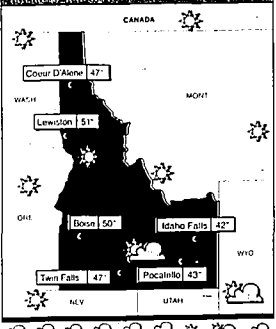 CANADA
Coeur D'Alene 47°
WASH
MONT
Lewiston 51°
ORE
Boise 50°
Idaho Falls 42°
WYO
Twin Falls 47°
Pocatello 43°
NEV
UTAH